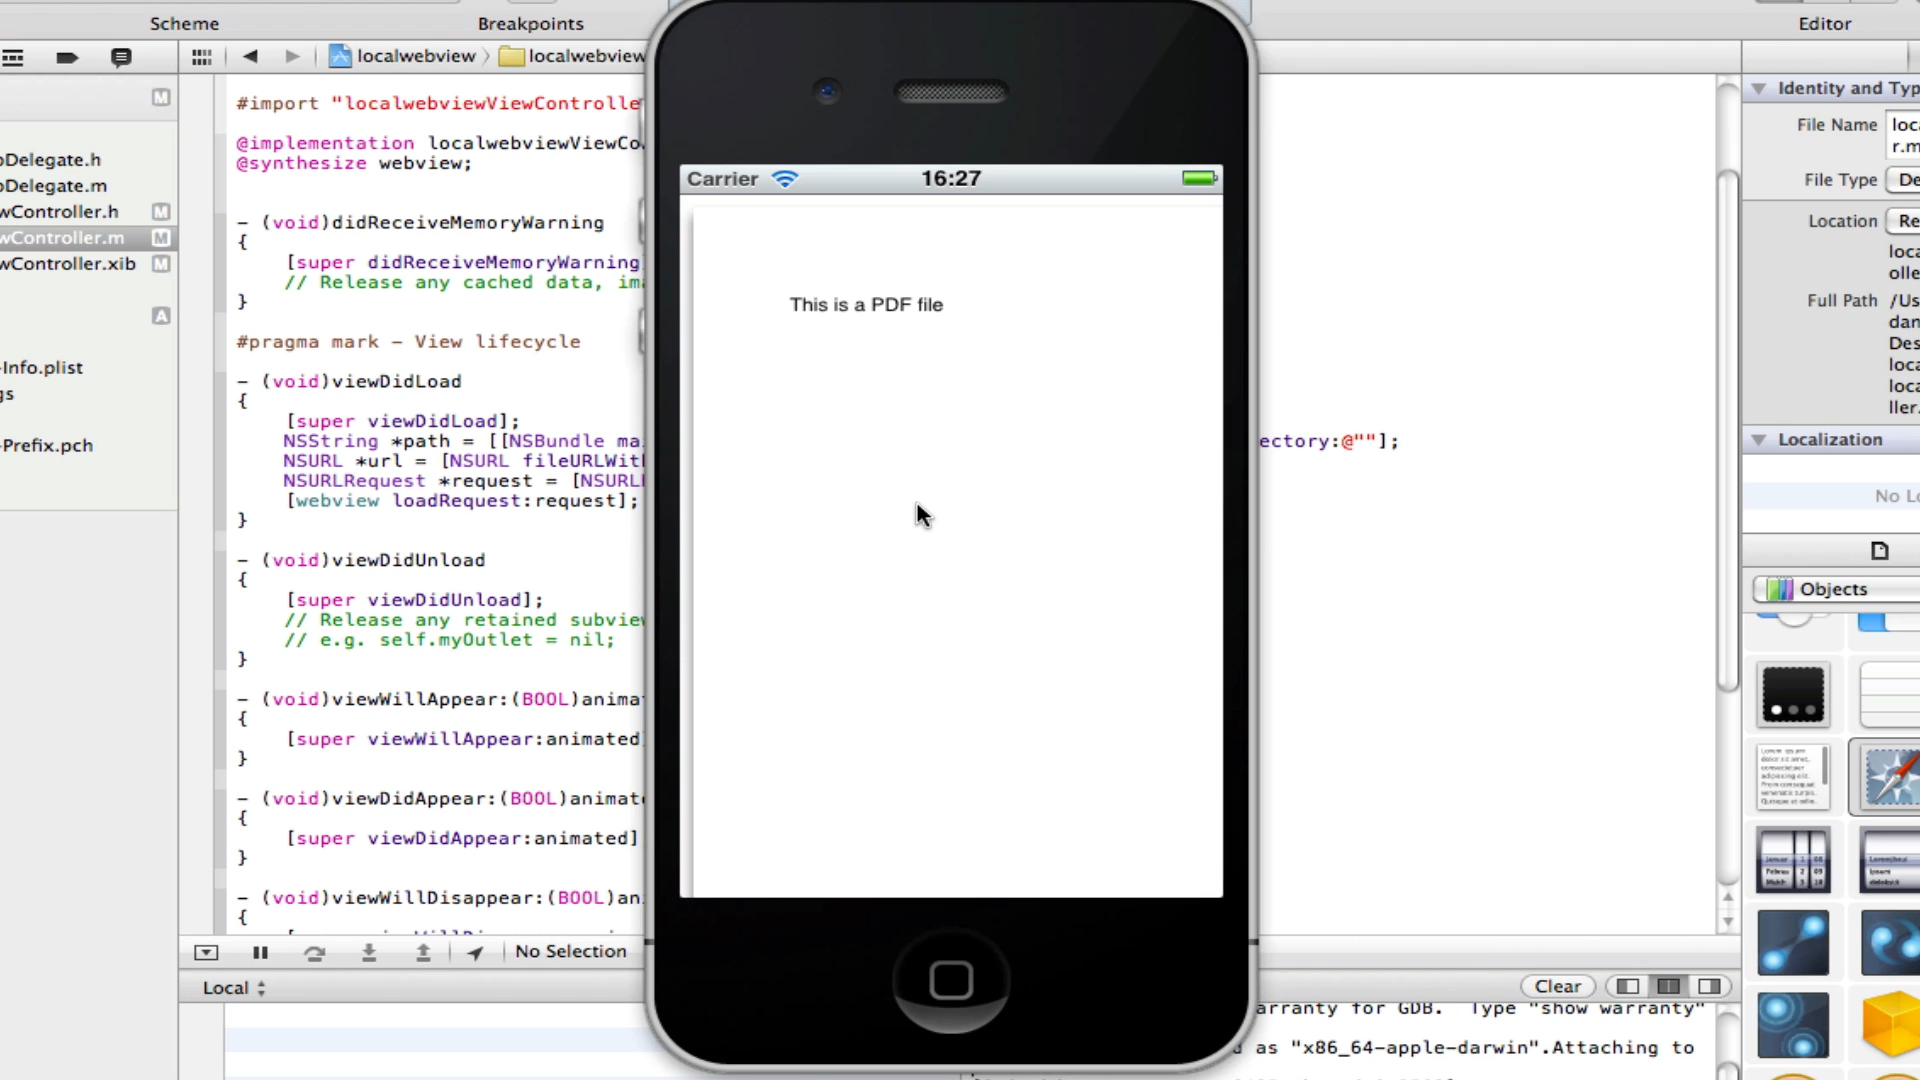 Scheme
Breakpoints
Editor
localwebview
localwebview
M
pDelegate.h
pDelegate.m
wController.h M
wController.m M
wController.xib M
A
-Info.plist
gs
-Prefix.pch
#import "localwebviewViewControlle
@implementation localwebviewViewCo
@synthesize webview;
- (void)didReceiveMemoryWarning
{
[super didReceiveMemoryWarning
// Release any cached data, im
}
#pragma mark - View lifecycle
- (void)viewDidLoad
{
[super viewDidLoad];
NSString *path = [[NSBundle ma ectory:@""];
NSURL *url = [NSURL fileURLWit
NSURLRequest *request = [NSURL
[webview loadRequest:request];
}
- (void)viewDidUnload
{
[super viewDidUnload];
// Release any retained subview
// e.g. self.myOutlet = nil;
}
- (void)viewWillAppear:(BOOL)anima
{
[super viewWillAppear:animated
}
- (void)viewDidAppear:(BOOL)animat
{
[super viewDidAppear:animated]
}
- (void)viewWillDisappear:(BOOL)an
{
No Selection
Local
Carrier 16:27
This is a PDF file
Clear
arranty for GDB. Type "show warranty"
d as "x86_64-apple-darwin".Attaching to
Identity and Typ
File Name loca
r.m
File Type De
Location Re
loca
olle
Full Path /Us
dan
Des
loca
loca
ller.
Localization
No Lo
Objects